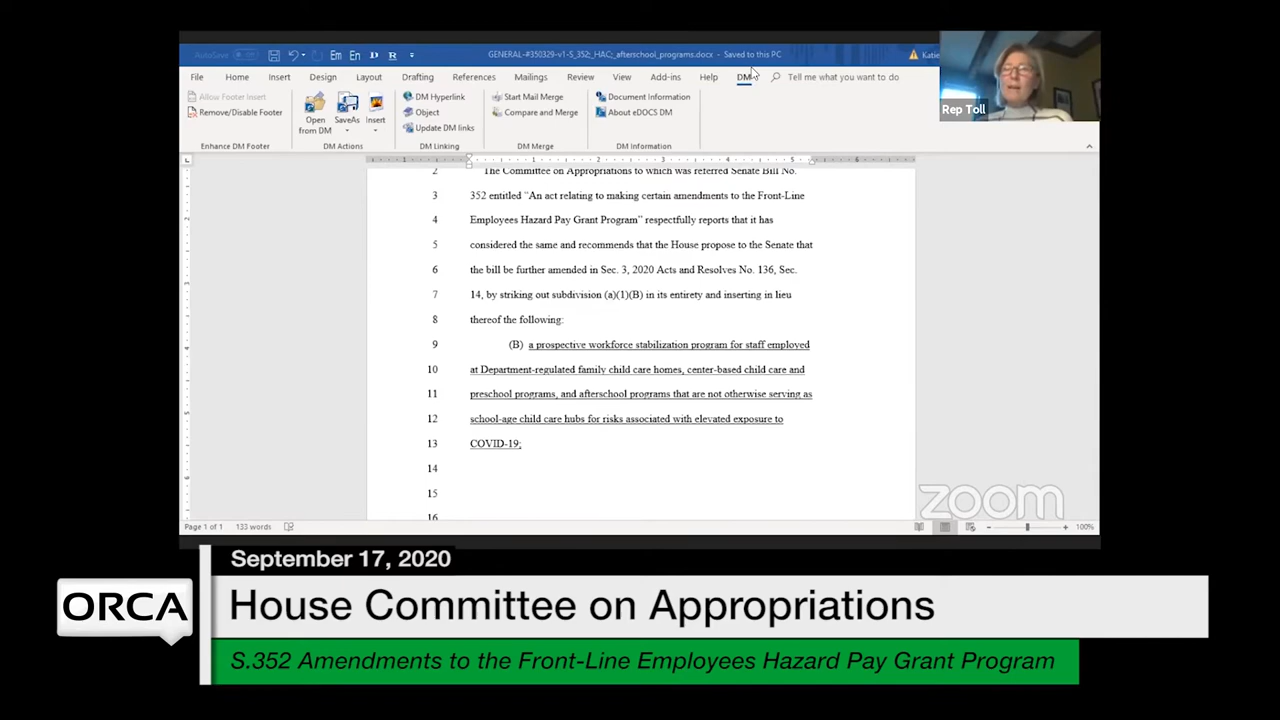 AutoSave Em En D R GENERAL-#350329-v1-S_352;_HAC;_afterschool_programs.docx - Saved to this PC Katie
File Home Insert Design Layout Drafting References Mailings Review View Add-ins Help DM Tell me what you want to do
Allow Footer Insert
Remove/Disable Footer
Enhance DM Footer
Open from DM
SaveAs
Insert
DM Actions
DM Hyperlink
Object
Update DM links
DM Linking
Start Mail Merge
Compare and Merge
DM Merge
Document Information
About eDOCS DM
DM Information
Rep Toll
2 The Committee on Appropriations to which was referred Senate Bill No.
3 352 entitled “An act relating to making certain amendments to the Front-Line
4 Employees Hazard Pay Grant Program” respectfully reports that it has
5 considered the same and recommends that the House propose to the Senate that
6 the bill be further amended in Sec. 3, 2020 Acts and Resolves No. 136, Sec.
7 14, by striking out subdivision (a)(1)(B) in its entirety and inserting in lieu
8 thereof the following:
9 (B) a prospective workforce stabilization program for staff employed
10 at Department-regulated family child care homes, center-based child care and
11 preschool programs, and afterschool programs that are not otherwise serving as
12 school-age child care hubs for risks associated with elevated exposure to
13 COVID-19;
14
15
16
zoom
Page 1 of 1 133 words 100%
September 17, 2020
ORCA
House Committee on Appropriations
S.352 Amendments to the Front-Line Employees Hazard Pay Grant Program